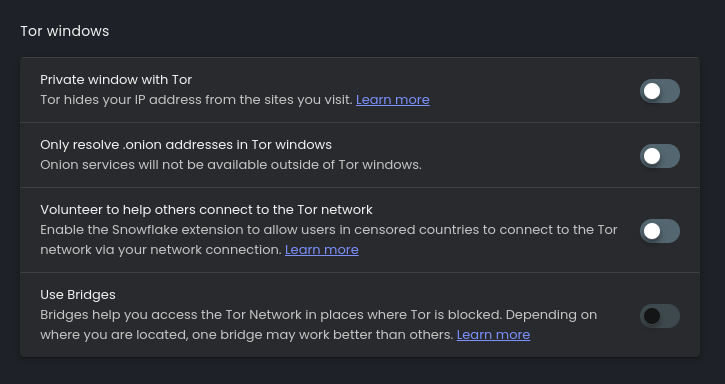 Tor windows
Private window with Tor
Tor hides your IP address from the sites you visit. Learn more
Only resolve .onion addresses in Tor windows
Onion services will not be available outside of Tor windows.
Volunteer to help others connect to the Tor network
Enable the Snowflake extension to allow users in censored countries to connect to the Tor
network via your network connection. Learn more
Use Bridges
Bridges help you access the Tor Network in places where Tor is blocked. Depending on
where you are located, one bridge may work better than others. Learn more